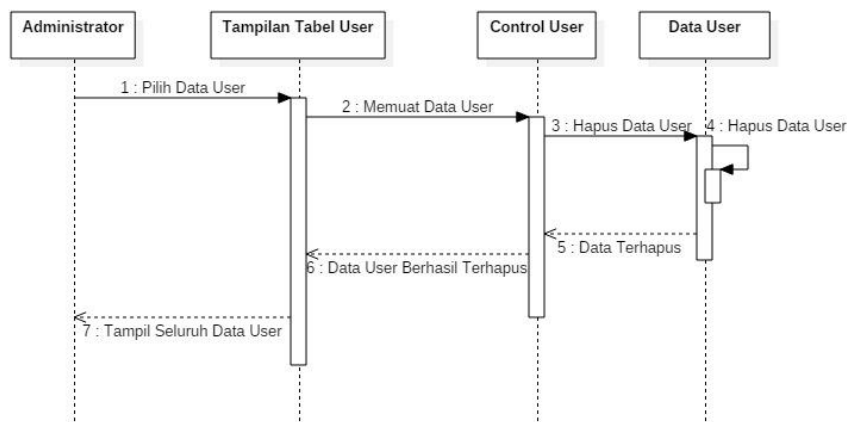 Administrator
Tampilan Tabel User
Control User
Data User
1 : Pilih Data User
2 : Memuat Data User
3 : Hapus Data User
4 : Hapus Data User
5 : Data Terhapus
6 : Data User Berhasil Terhapus
7 : Tampil Seluruh Data User